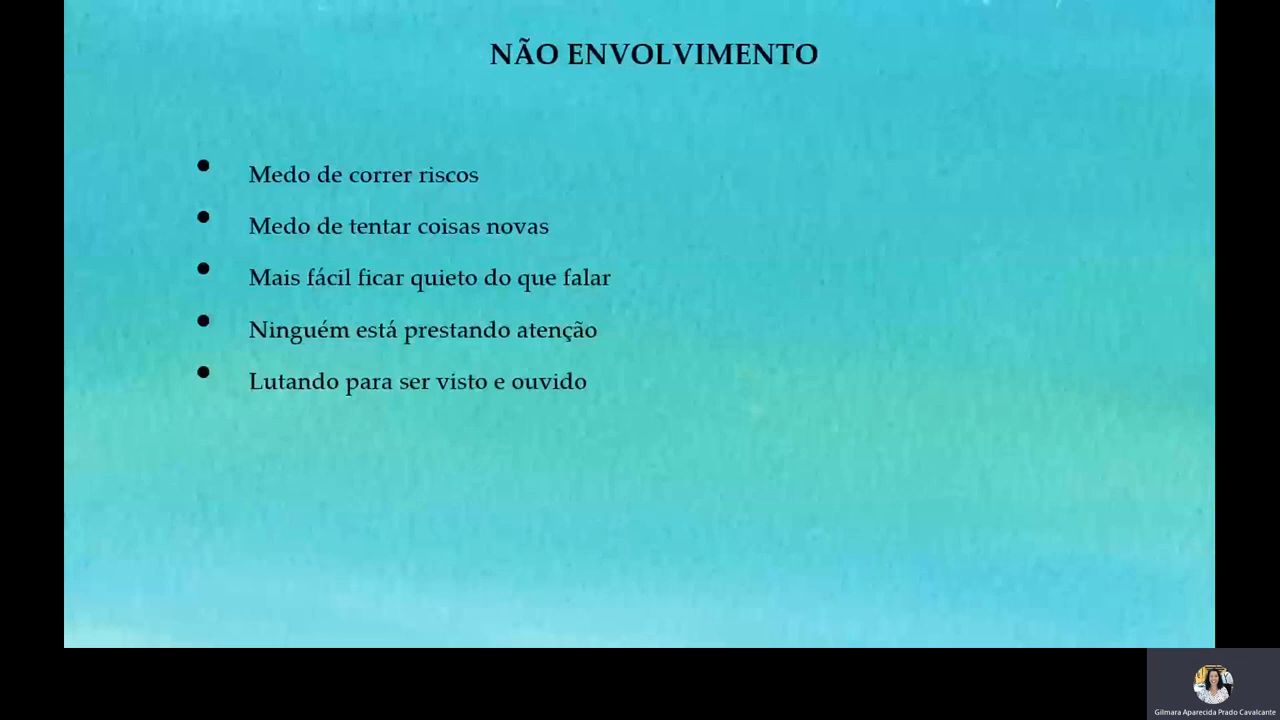 NÃO ENVOLVIMENTO
Medo de correr riscos
Medo de tentar coisas novas
Mais fácil ficar quieto do que falar
Ninguém está prestando atenção
Lutando para ser visto e ouvido
Gilmara Aparecida Prado Cavalcante